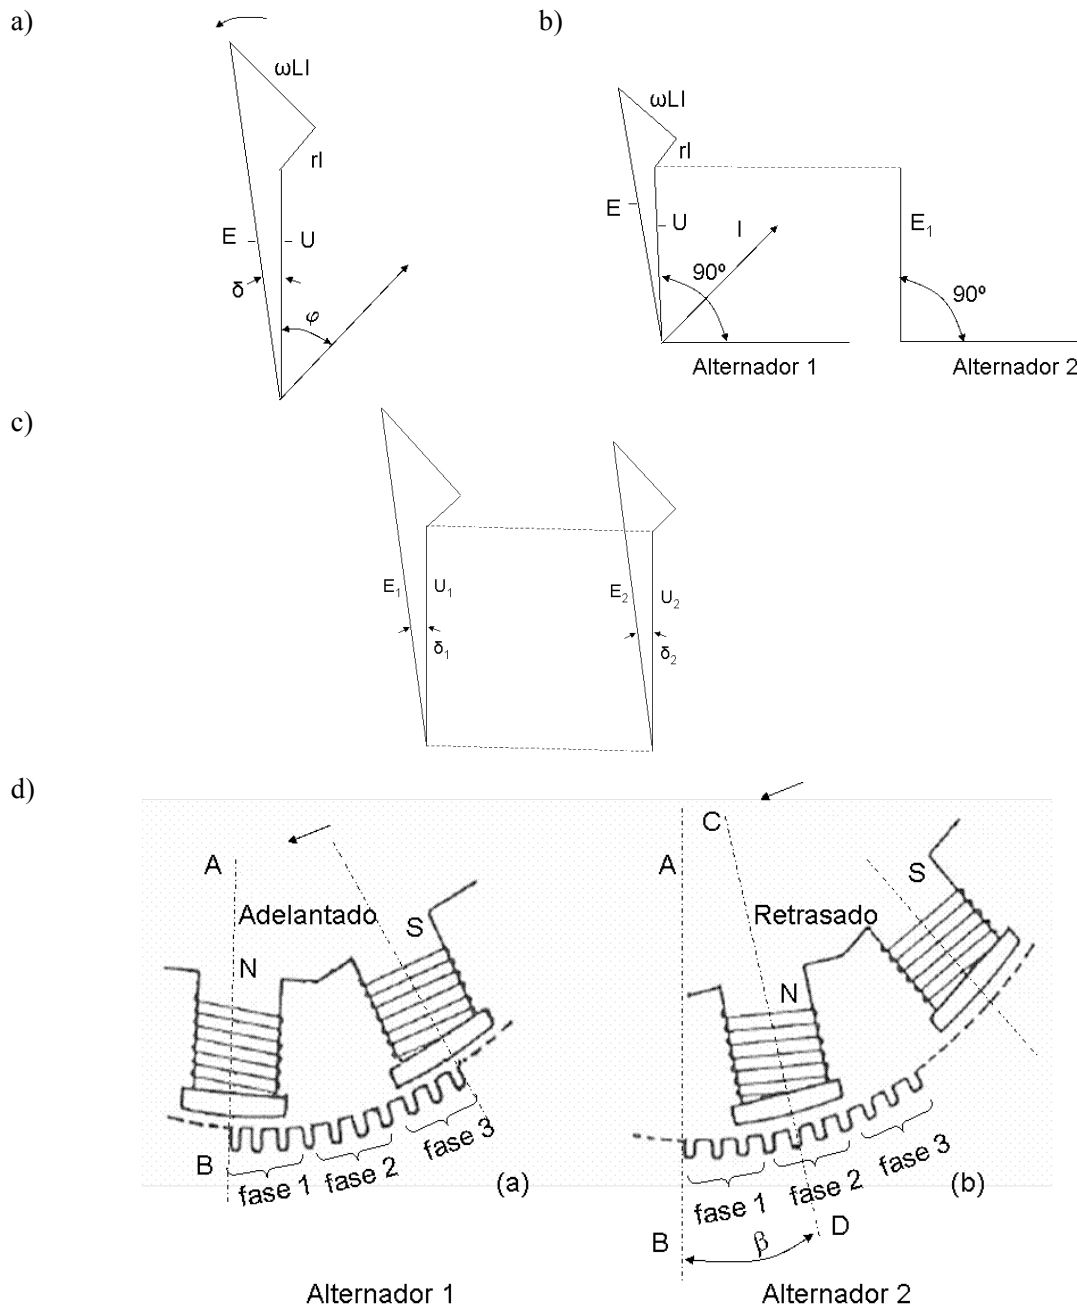 a)
ωLI
rI
E
U
δ
φ
b)
ωLI
rI
E
U
I
90º
Alternador 1
E₁
90º
Alternador 2
c)
E₁
U₁
δ₁
E₂
U₂
δ₂
d)
A
Adelantado
S
N
B
fase 1
fase 2
fase 3
(a)
Alternador 1
C
A
S
Retrasado
N
fase 1
fase 2
fase 3
(b)
B
β
D
Alternador 2